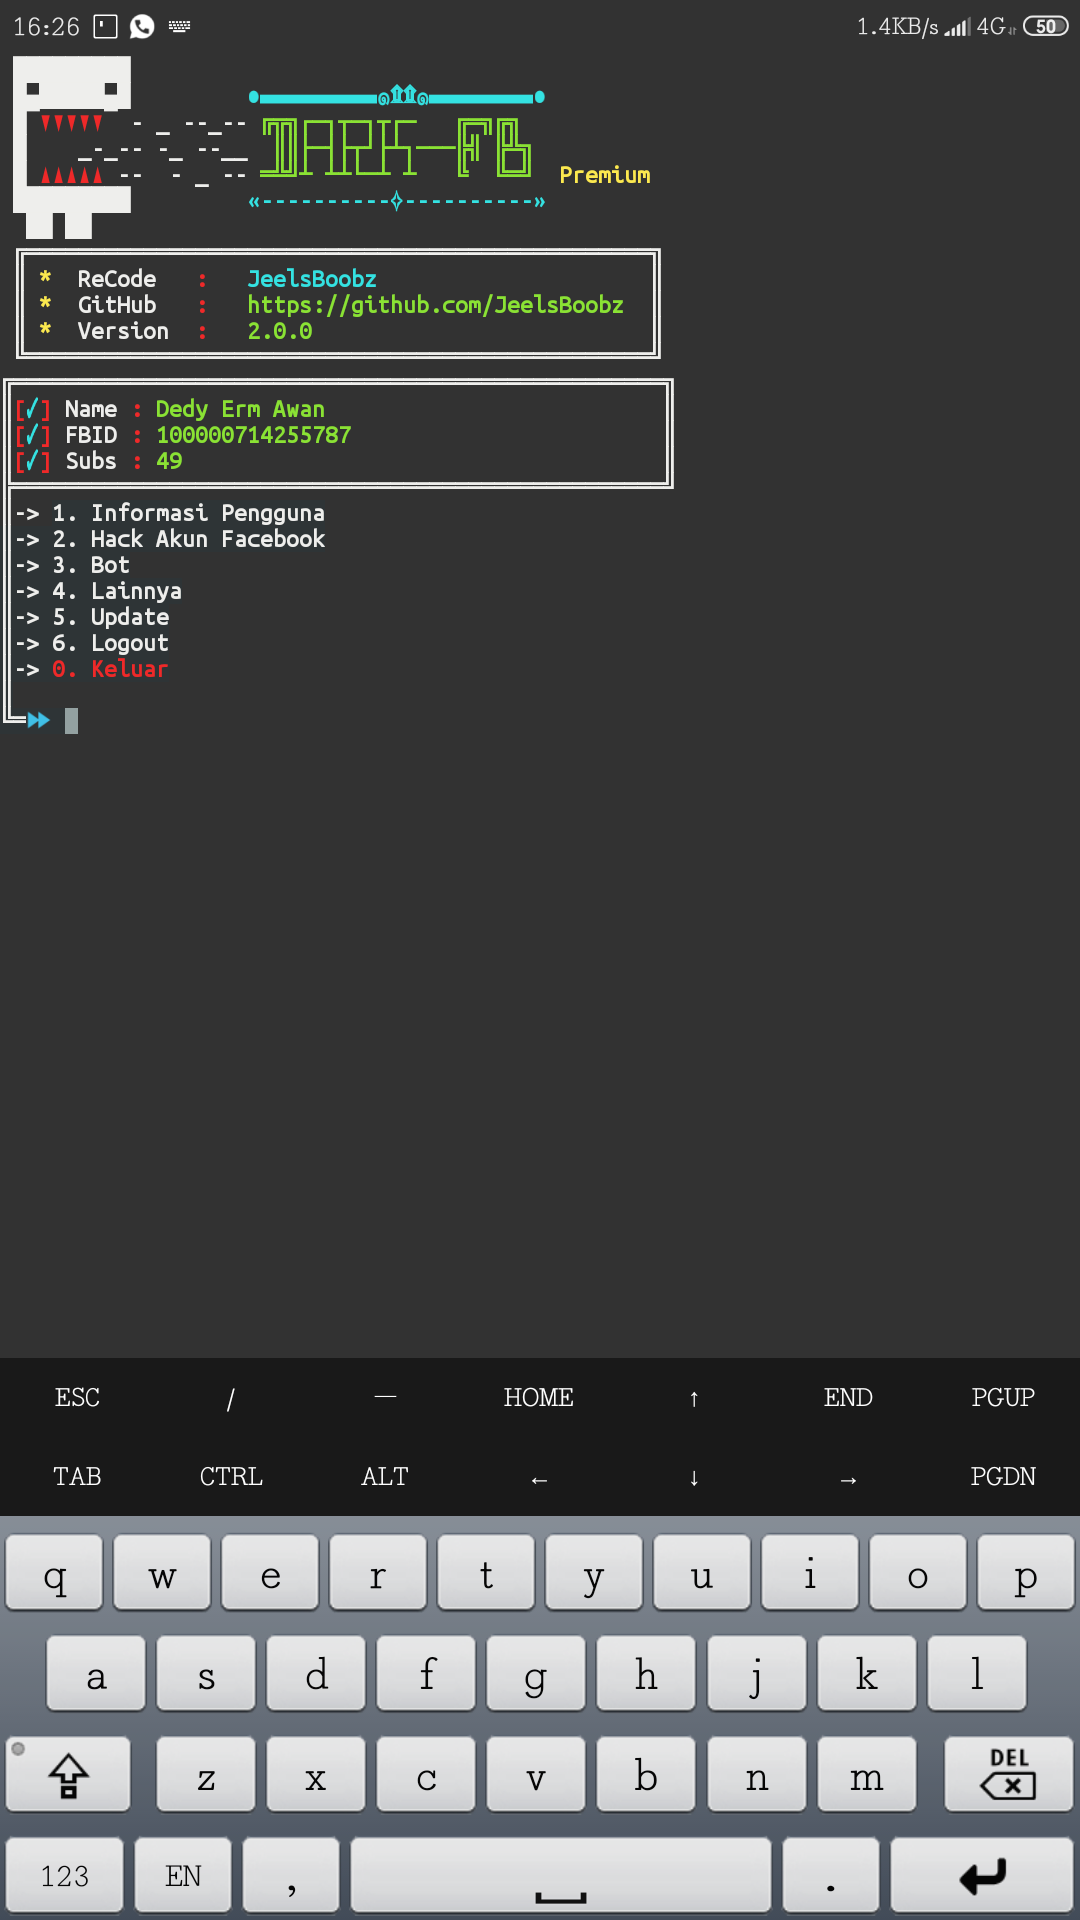 16:26 1.4KB/s 4G 50
DARK-FB
Premium
* ReCode : JeelsBoobz
* GitHub : https://github.com/JeelsBoobz
* Version : 2.0.0
[✓] Name : Dedy Erm Awan
[✓] FBID : 100000714255787
[✓] Subs : 49
-> 1. Informasi Pengguna
-> 2. Hack Akun Facebook
-> 3. Bot
-> 4. Lainnya
-> 5. Update
-> 6. Logout
-> 0. Keluar
ESC / — HOME ↑ END PGUP
TAB CTRL ALT ← ↓ → PGDN
q w e r t y u i o p
a s d f g h j k l
z x c v b n m DEL
123 EN , .